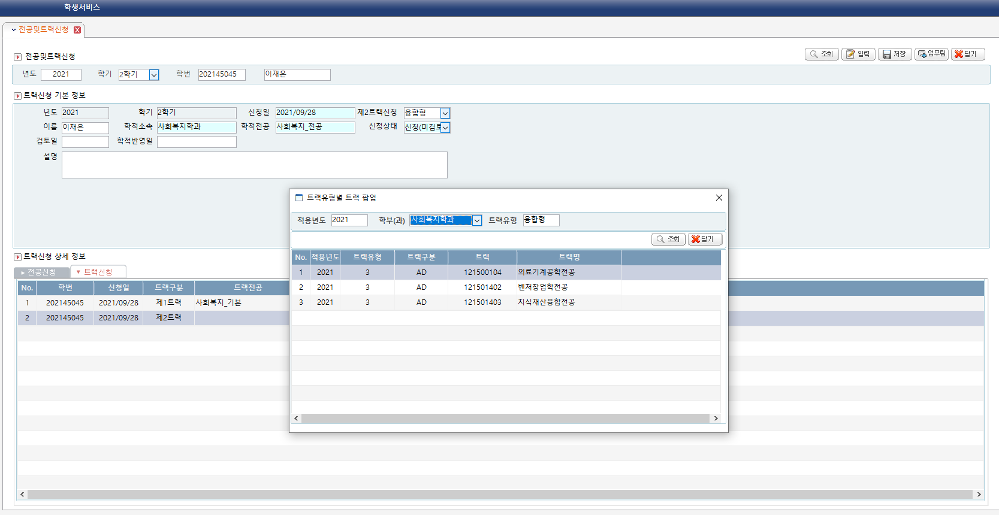 학생서비스
전공및트랙신청
전공및트랙신청
조회 입력 저장 업무팁 닫기
년도 2021 학기 2학기 학번 202145045 이재은
트랙신청 기본 정보
년도 2021 학기 2학기 신청일 2021/09/28 제2트랙신청 융합형
이름 이재은 학적소속 사회복지학과 학적전공 사회복지_전공 신청상태 신청(미검토
검토일 학적반영일
설명
트랙유형별 트랙 팝업
적용년도 2021 학부(과) 사회복지학과 트랙유형 융합형
조회 닫기
No. 적용년도 트랙유형 트랙구분 트랙 트랙명
1 2021 3 AD 121500104 의료기계공학전공
2 2021 3 AD 121501402 벤처창업학전공
3 2021 3 AD 121501403 지식재산융합전공
트랙신청 상세 정보
전공신청 트랙신청
No. 학번 신청일 트랙구분 트랙전공
1 202145045 2021/09/28 제1트랙 사회복지_기본
2 202145045 2021/09/28 제2트랙